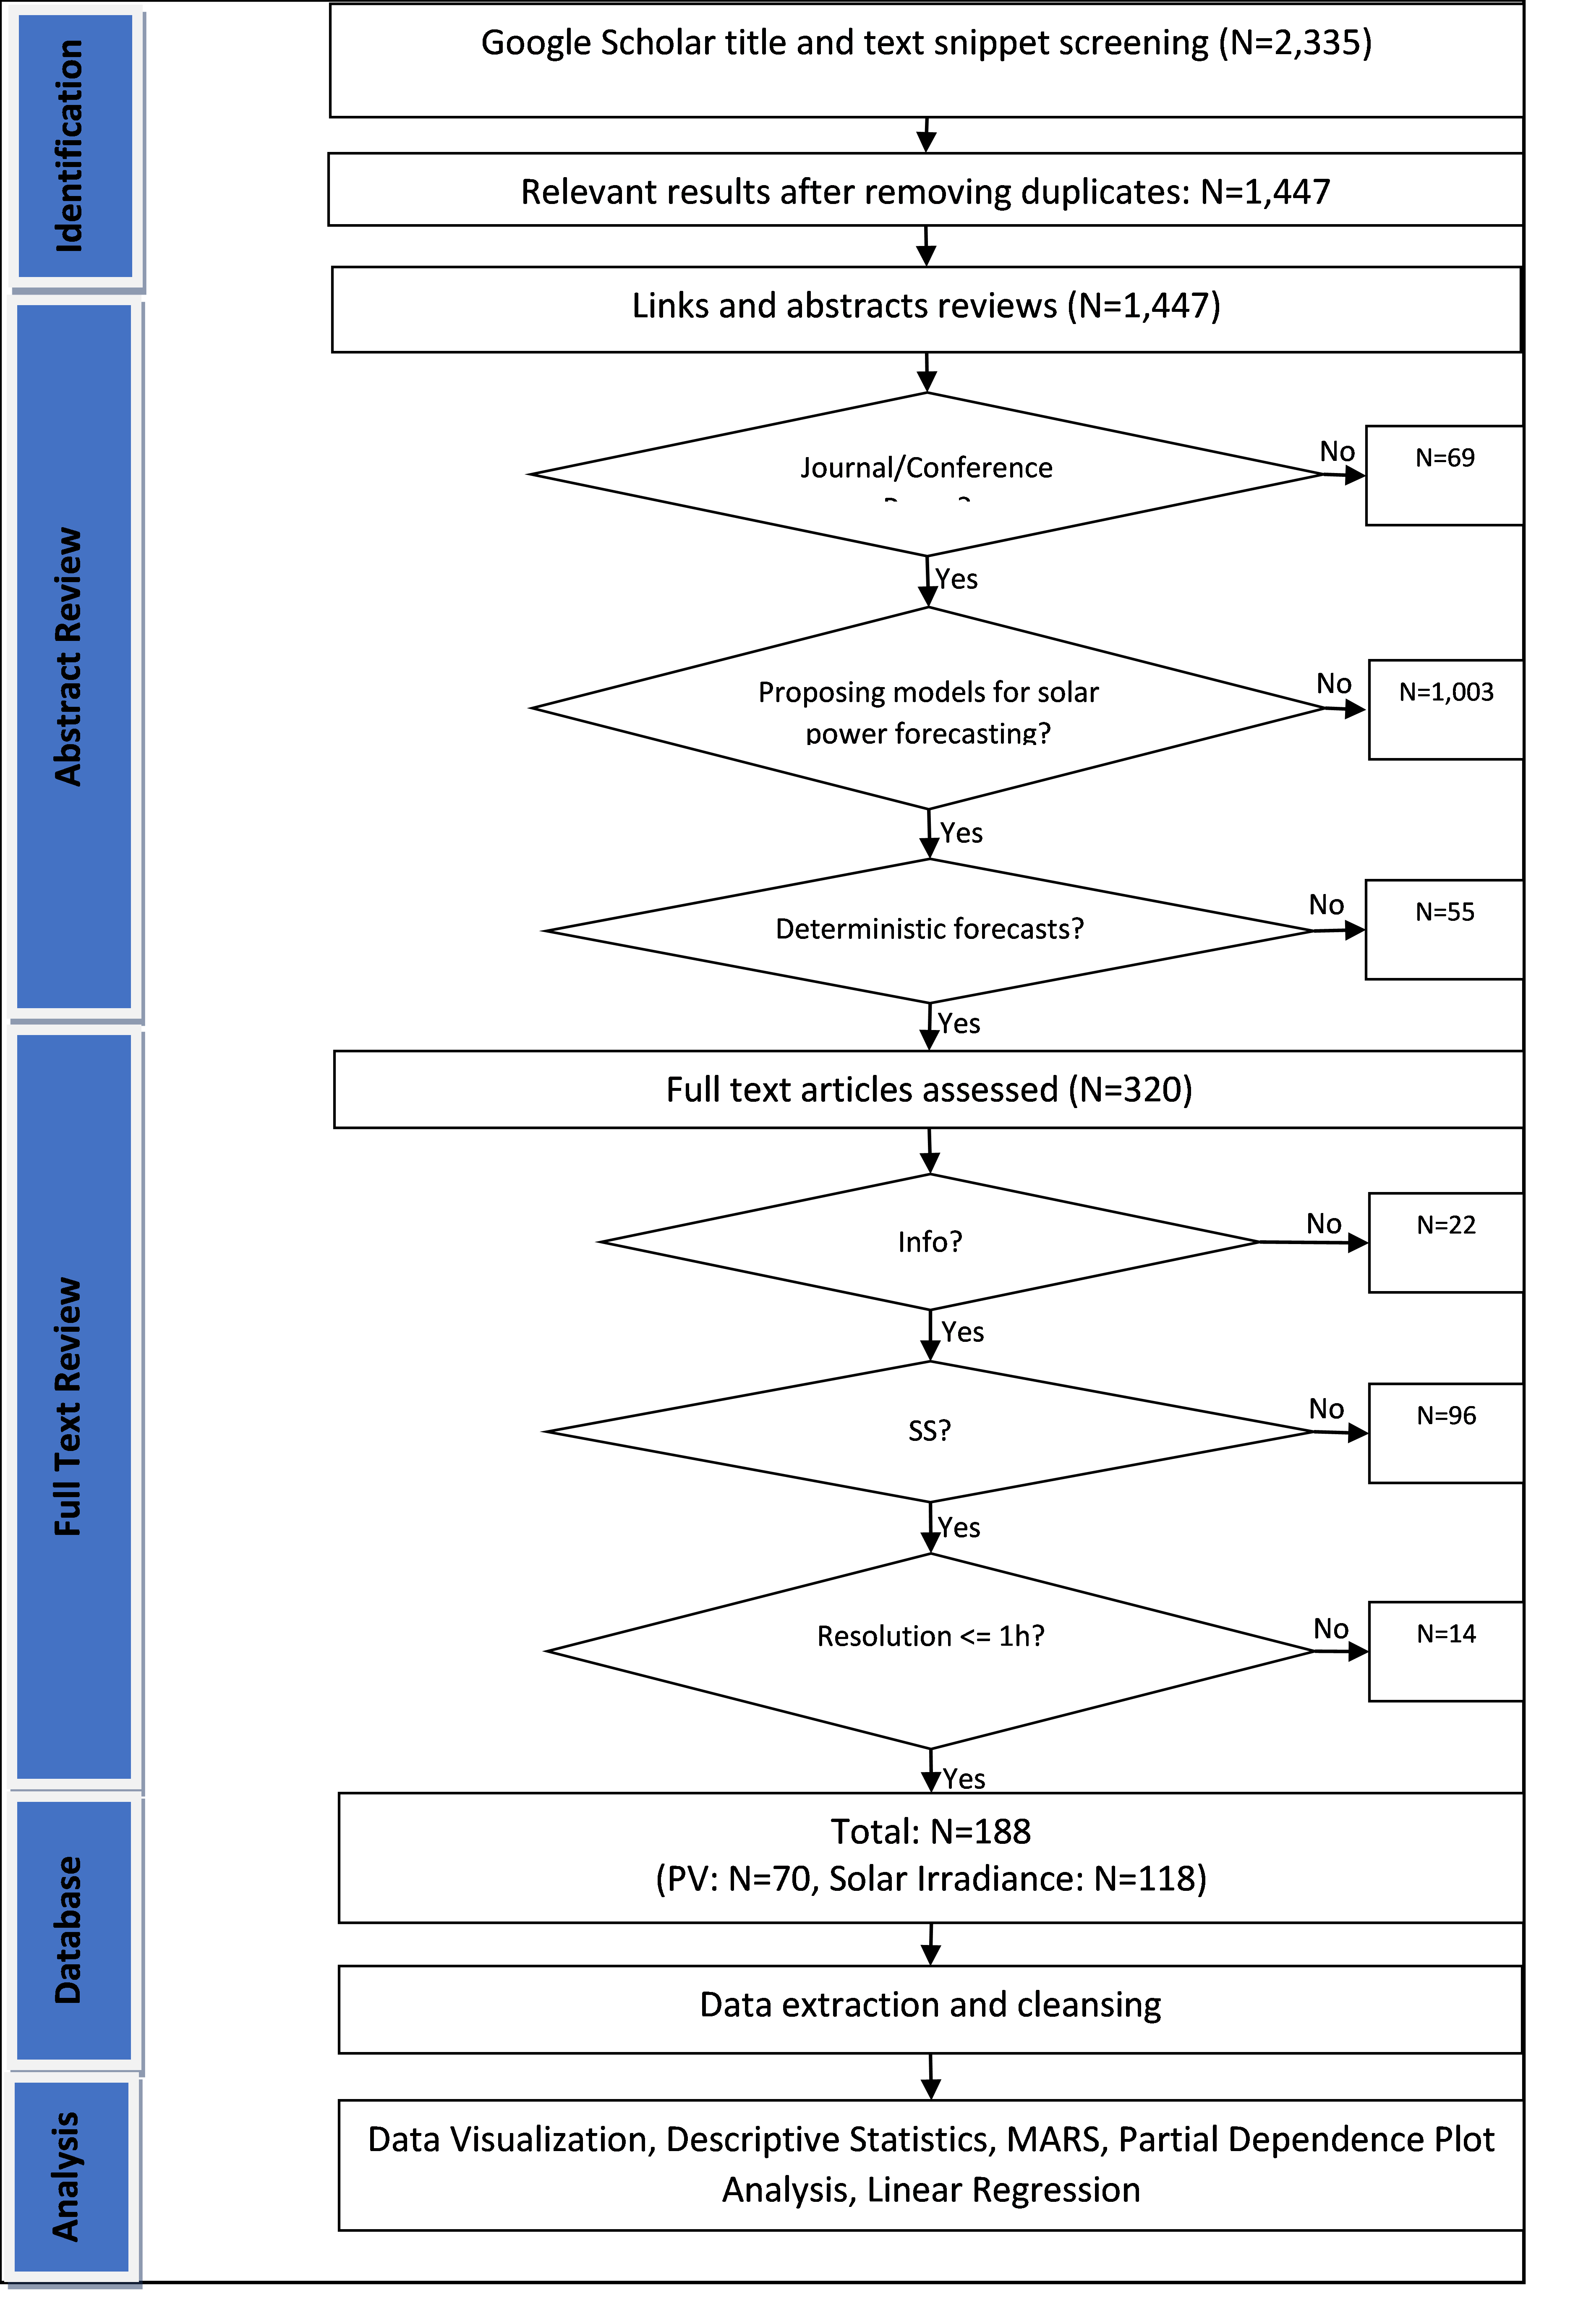 Identification
Google Scholar title and text snippet screening (N=2,335)
Relevant results after removing duplicates: N=1,447
Abstract Review
Links and abstracts reviews (N=1,447)
Journal/Conference
No
N=69
Yes
Proposing models for solar
power forecasting?
No
N=1,003
Yes
Deterministic forecasts?
No
N=55
Yes
Full Text Review
Full text articles assessed (N=320)
Info?
No
N=22
Yes
SS?
No
N=96
Yes
Resolution <= 1h?
No
N=14
Yes
Database
Total: N=188
(PV: N=70, Solar Irradiance: N=118)
Data extraction and cleansing
Analysis
Data Visualization, Descriptive Statistics, MARS, Partial Dependence Plot
Analysis, Linear Regression